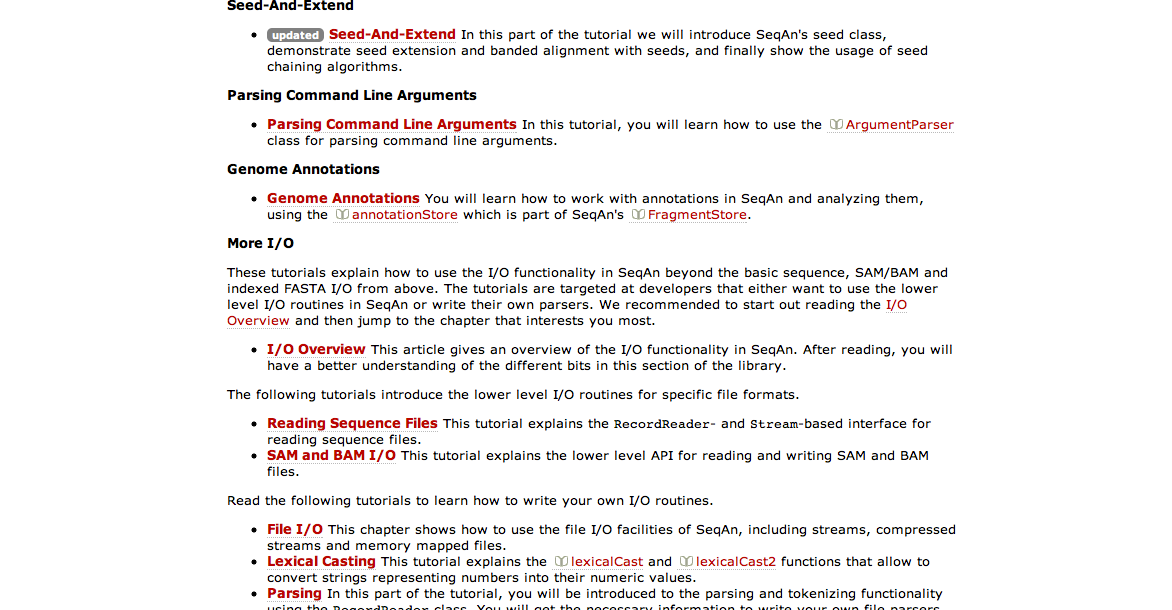 Seed-And-Extend
updated Seed-And-Extend In this part of the tutorial we will introduce SeqAn's seed class,
demonstrate seed extension and banded alignment with seeds, and finally show the usage of seed
chaining algorithms.
Parsing Command Line Arguments
Parsing Command Line Arguments In this tutorial, you will learn how to use the ArgumentParser
class for parsing command line arguments.
Genome Annotations
Genome Annotations You will learn how to work with annotations in SeqAn and analyzing them,
using the annotationStore which is part of SeqAn's FragmentStore.
More I/O
These tutorials explain how to use the I/O functionality in SeqAn beyond the basic sequence, SAM/BAM and
indexed FASTA I/O from above. The tutorials are targeted at developers that either want to use the lower
level I/O routines in SeqAn or write their own parsers. We recommended to start out reading the I/O
Overview and then jump to the chapter that interests you most.
I/O Overview This article gives an overview of the I/O functionality in SeqAn. After reading, you will
have a better understanding of the different bits in this section of the library.
The following tutorials introduce the lower level I/O routines for specific file formats.
Reading Sequence Files This tutorial explains the RecordReader- and Stream-based interface for
reading sequence files.
SAM and BAM I/O This tutorial explains the lower level API for reading and writing SAM and BAM
files.
Read the following tutorials to learn how to write your own I/O routines.
File I/O This chapter shows how to use the file I/O facilities of SeqAn, including streams, compressed
streams and memory mapped files.
Lexical Casting This tutorial explains the lexicalCast and lexicalCast2 functions that allow to
convert strings representing numbers into their numeric values.
Parsing In this part of the tutorial, you will be introduced to the parsing and tokenizing functionality
using the RecordReader class. You will get the necessary information to write your own file parsers.